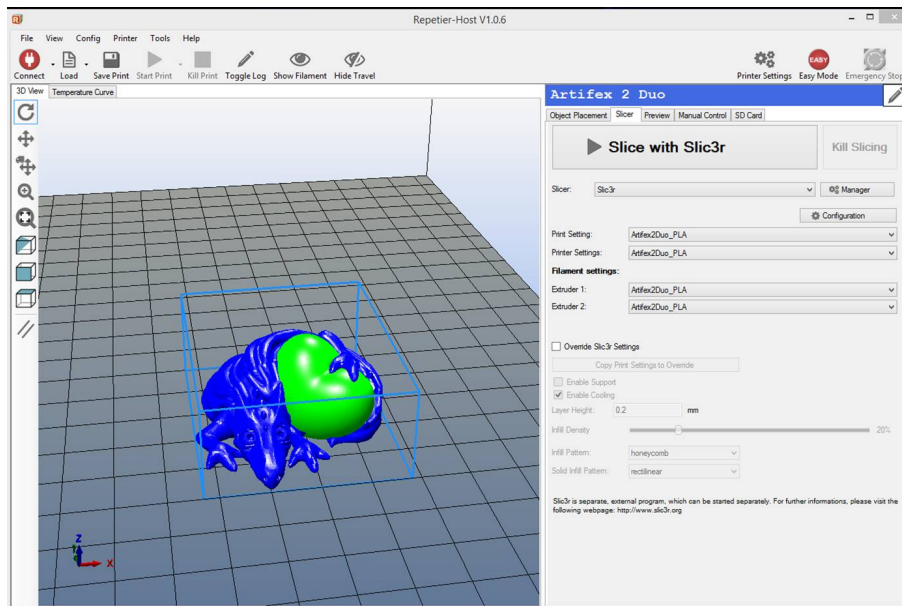 Repetier-Host V1.0.6
File View Config Printer Tools Help
Connect Load Save Print Start Print Kill Print Toggle Log Show Filament Hide Travel Printer Settings Easy Mode Emergency Stop
EASY
3D View Temperature Curve
Artifex 2 Duo
Object Placement Slicer Preview Manual Control SD Card
Slice with Slic3r Kill Slicing
Slicer: Slic3r Manager
Configuration
Print Setting: Artifex2Duo_PLA
Printer Settings: Artifex2Duo_PLA
Filament settings:
Extruder 1: Artifex2Duo_PLA
Extruder 2: Artifex2Duo_PLA
Override Slic3r Settings
Copy Print Settings to Override
Enable Support
Enable Cooling
Layer Height: 0.2 mm
Infill Density 20%
Infill Pattern: honeycomb
Solid Infill Pattern: rectilinear
Slic3r is separate, external program, which can be started separately. For further informations, please visit the
following webpage: http://www.slic3r.org
Z
X